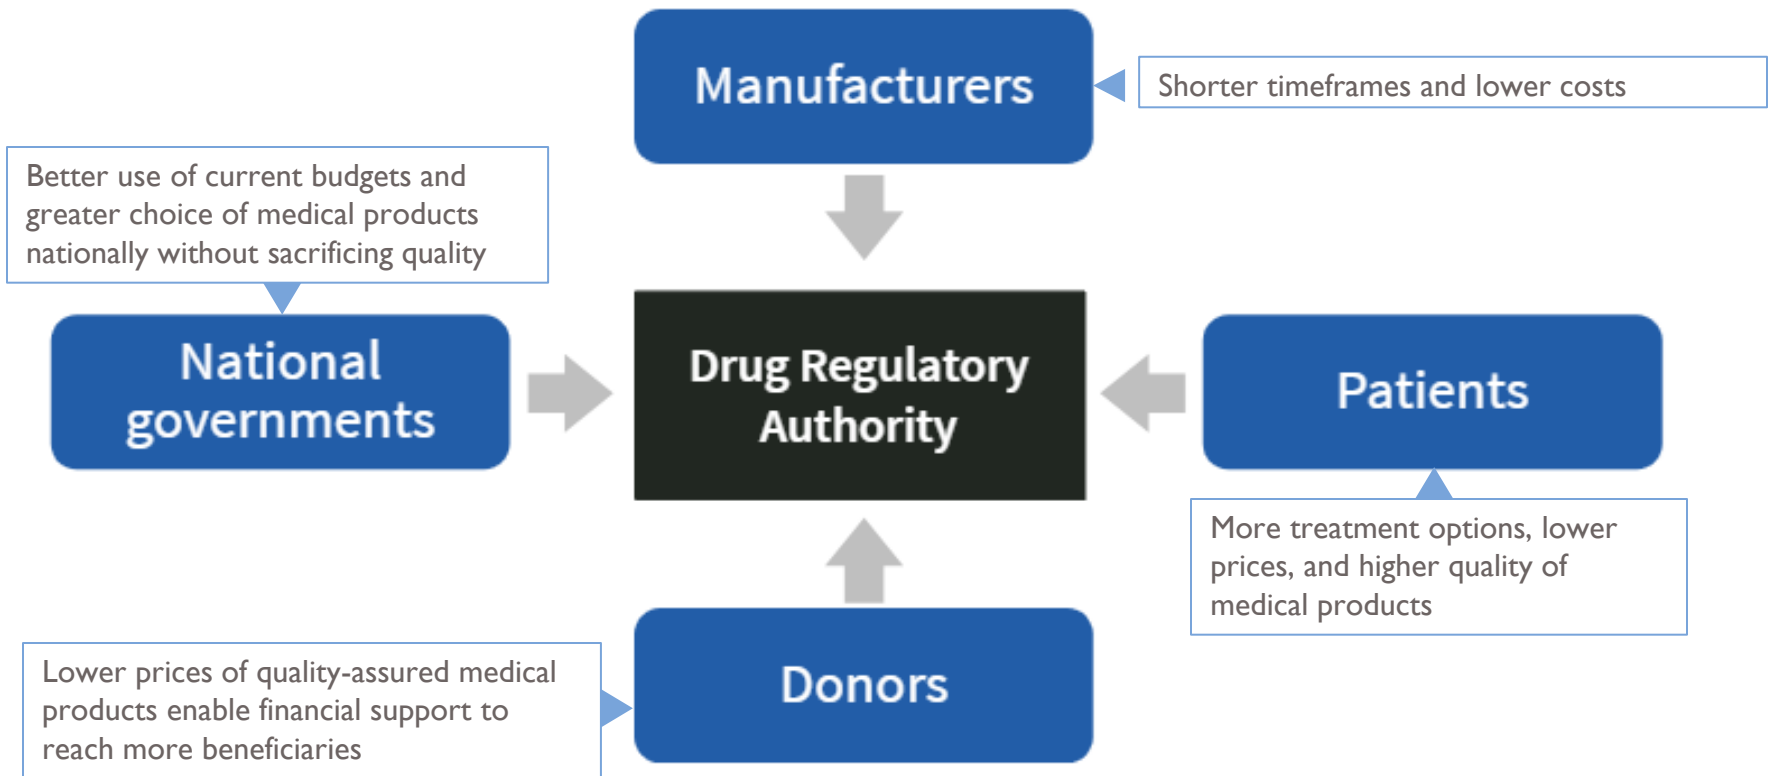 Manufacturers
Shorter timeframes and lower costs
Better use of current budgets and
greater choice of medical products
nationally without sacrificing quality
National
governments
Drug Regulatory
Authority
Patients
More treatment options, lower
prices, and higher quality of
medical products
Donors
Lower prices of quality-assured medical
products enable financial support to
reach more beneficiaries